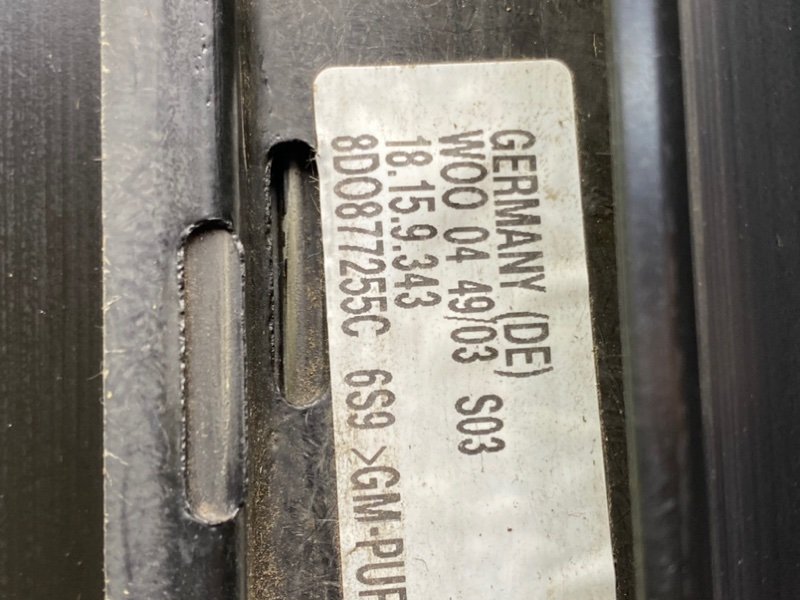 GERMANY (DE)
WOO 04 49/03 S03
18.15.9.343
8D0877255C 6S9 >GM-PUR